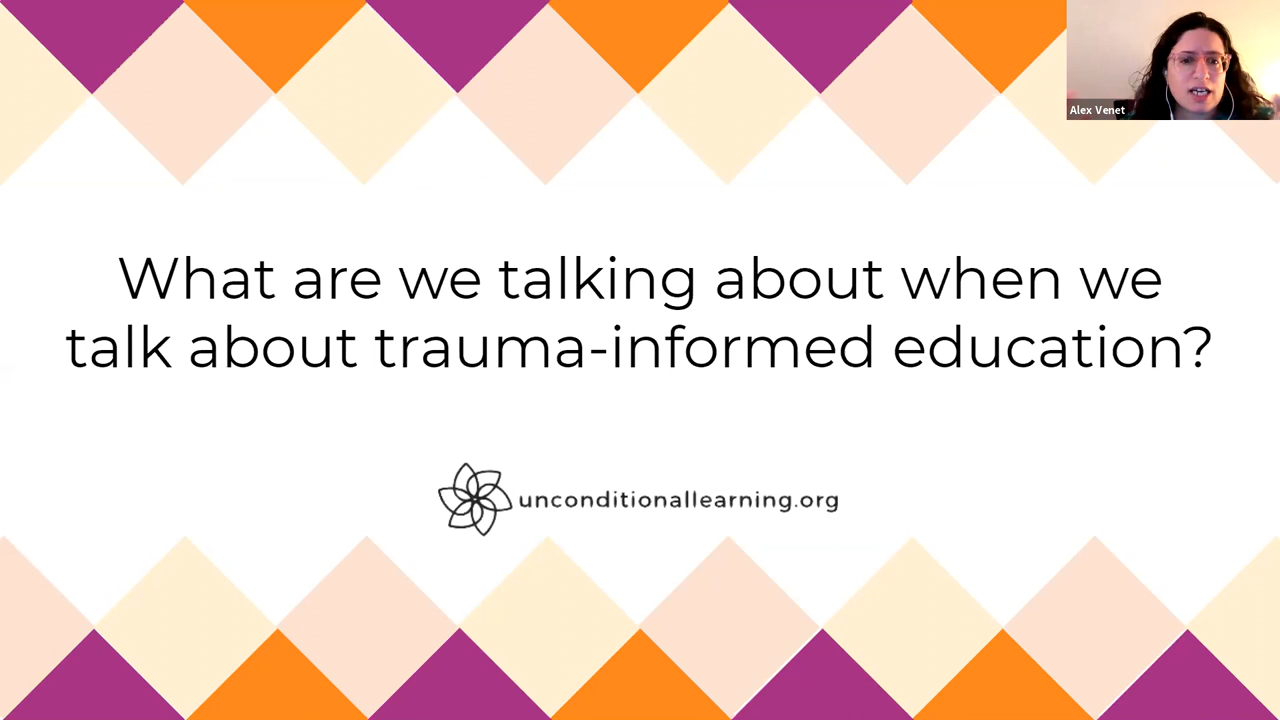 Alex Venet
What are we talking about when we
talk about trauma-informed education?
unconditionallearning.org